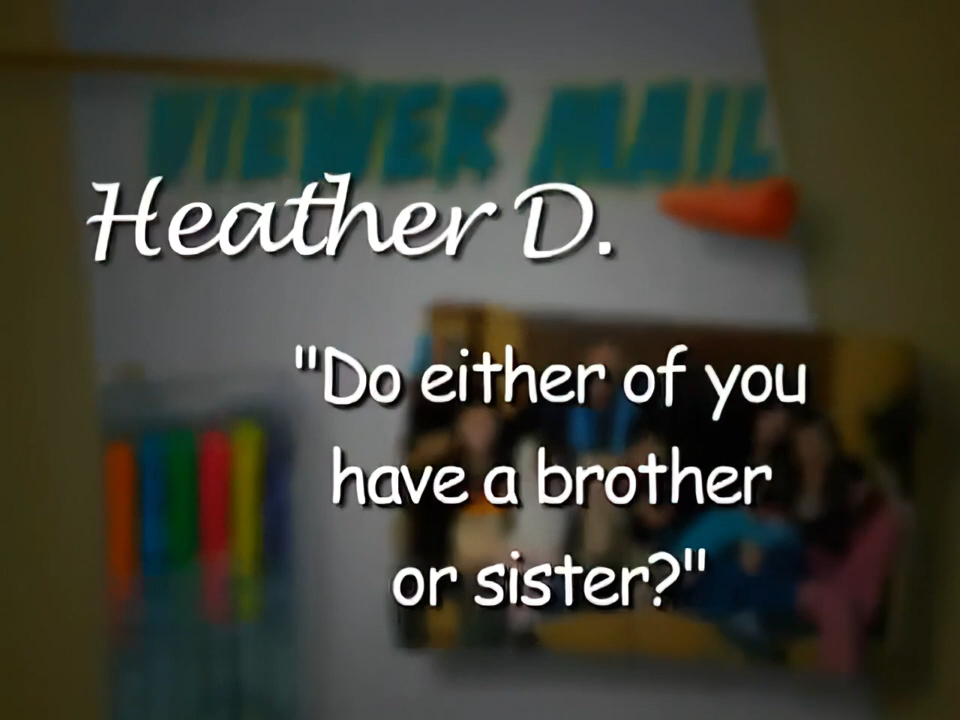 VIEWER MAIL
Heather D.
"Do either of you
have a brother
or sister?"